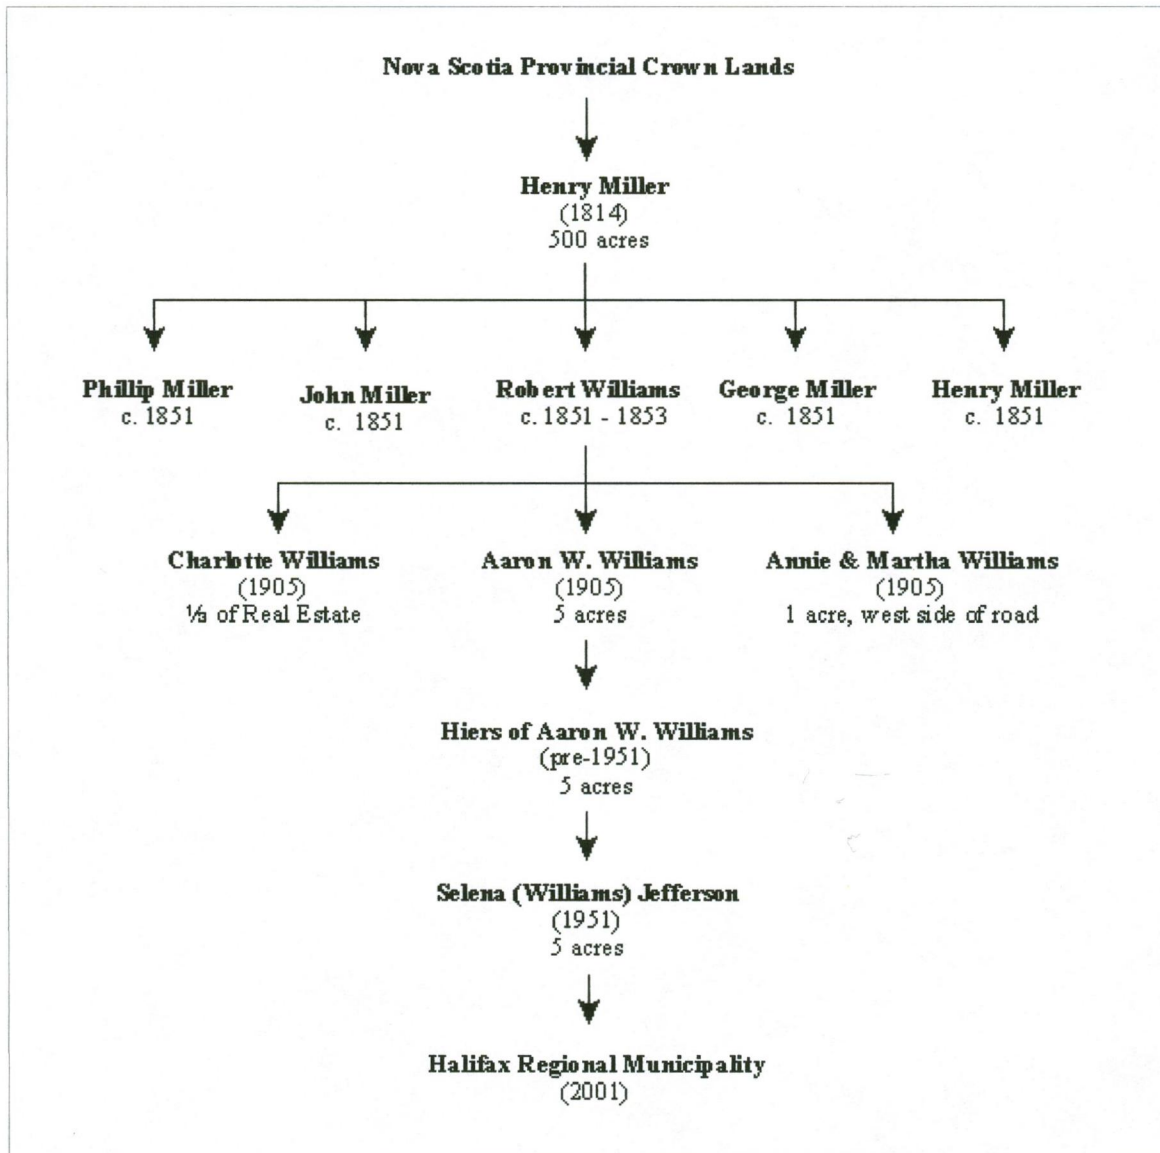 Nova Scotia Provincial Crown Lands
Henry Miller
(1814)
500 acres
Phillip Miller
c. 1851
John Miller
c. 1851
Robert Williams
c. 1851 - 1853
George Miller
c. 1851
Henry Miller
c. 1851
Charlotte Williams
(1905)
⅓ of Real Estate
Aaron W. Williams
(1905)
5 acres
Annie & Martha Williams
(1905)
1 acre, west side of road
Hiers of Aaron W. Williams
(pre-1951)
5 acres
Selena (Williams) Jefferson
(1951)
5 acres
Halifax Regional Municipality
(2001)